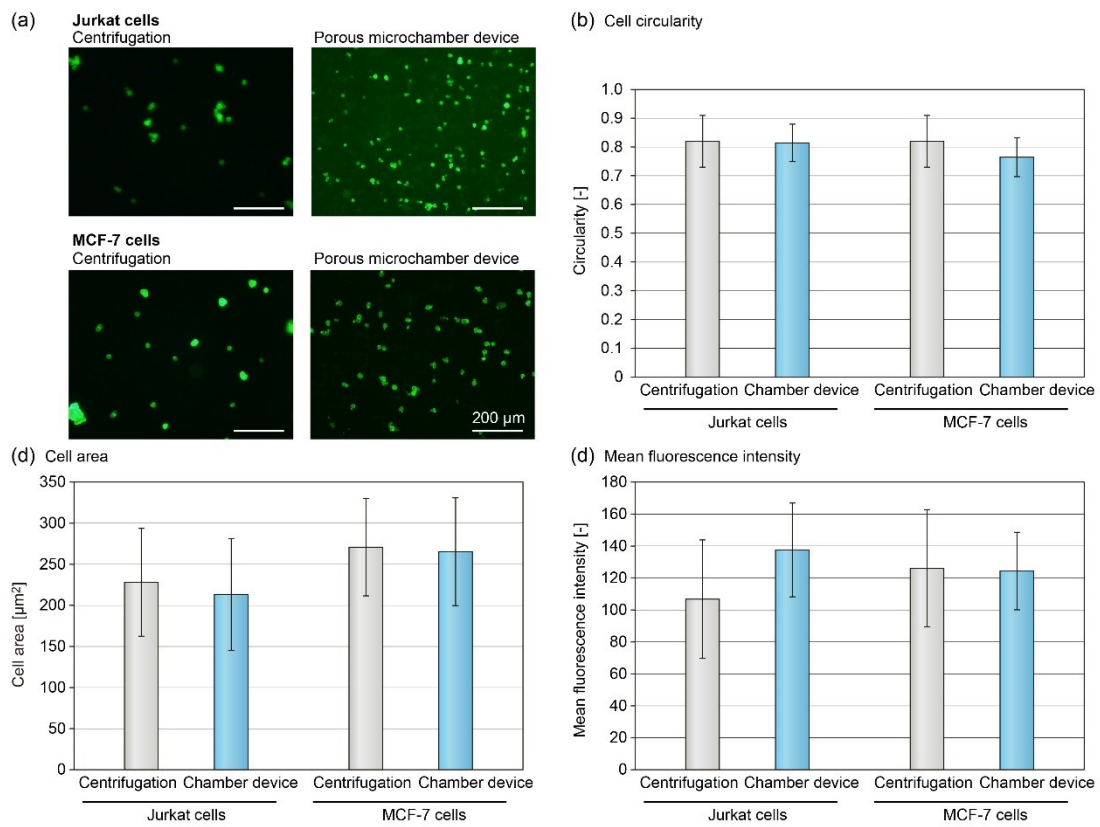 (a)
Jurkat cells
Centrifugation
Porous microchamber device
MCF-7 cells
Centrifugation
Porous microchamber device
200 µm
(b) Cell circularity
Circularity [-]
1.0
0.9
0.8
0.7
0.6
0.5
0.4
0.3
0.2
0.1
0
Centrifugation Chamber device Centrifugation Chamber device
Jurkat cells MCF-7 cells
(d) Cell area
Cell area [µm²]
350
300
250
200
150
100
50
0
Centrifugation Chamber device Centrifugation Chamber device
Jurkat cells MCF-7 cells
(d) Mean fluorescence intensity
Mean fluorescence intensity [-]
180
160
140
120
100
80
60
40
20
0
Centrifugation Chamber device Centrifugation Chamber device
Jurkat cells MCF-7 cells